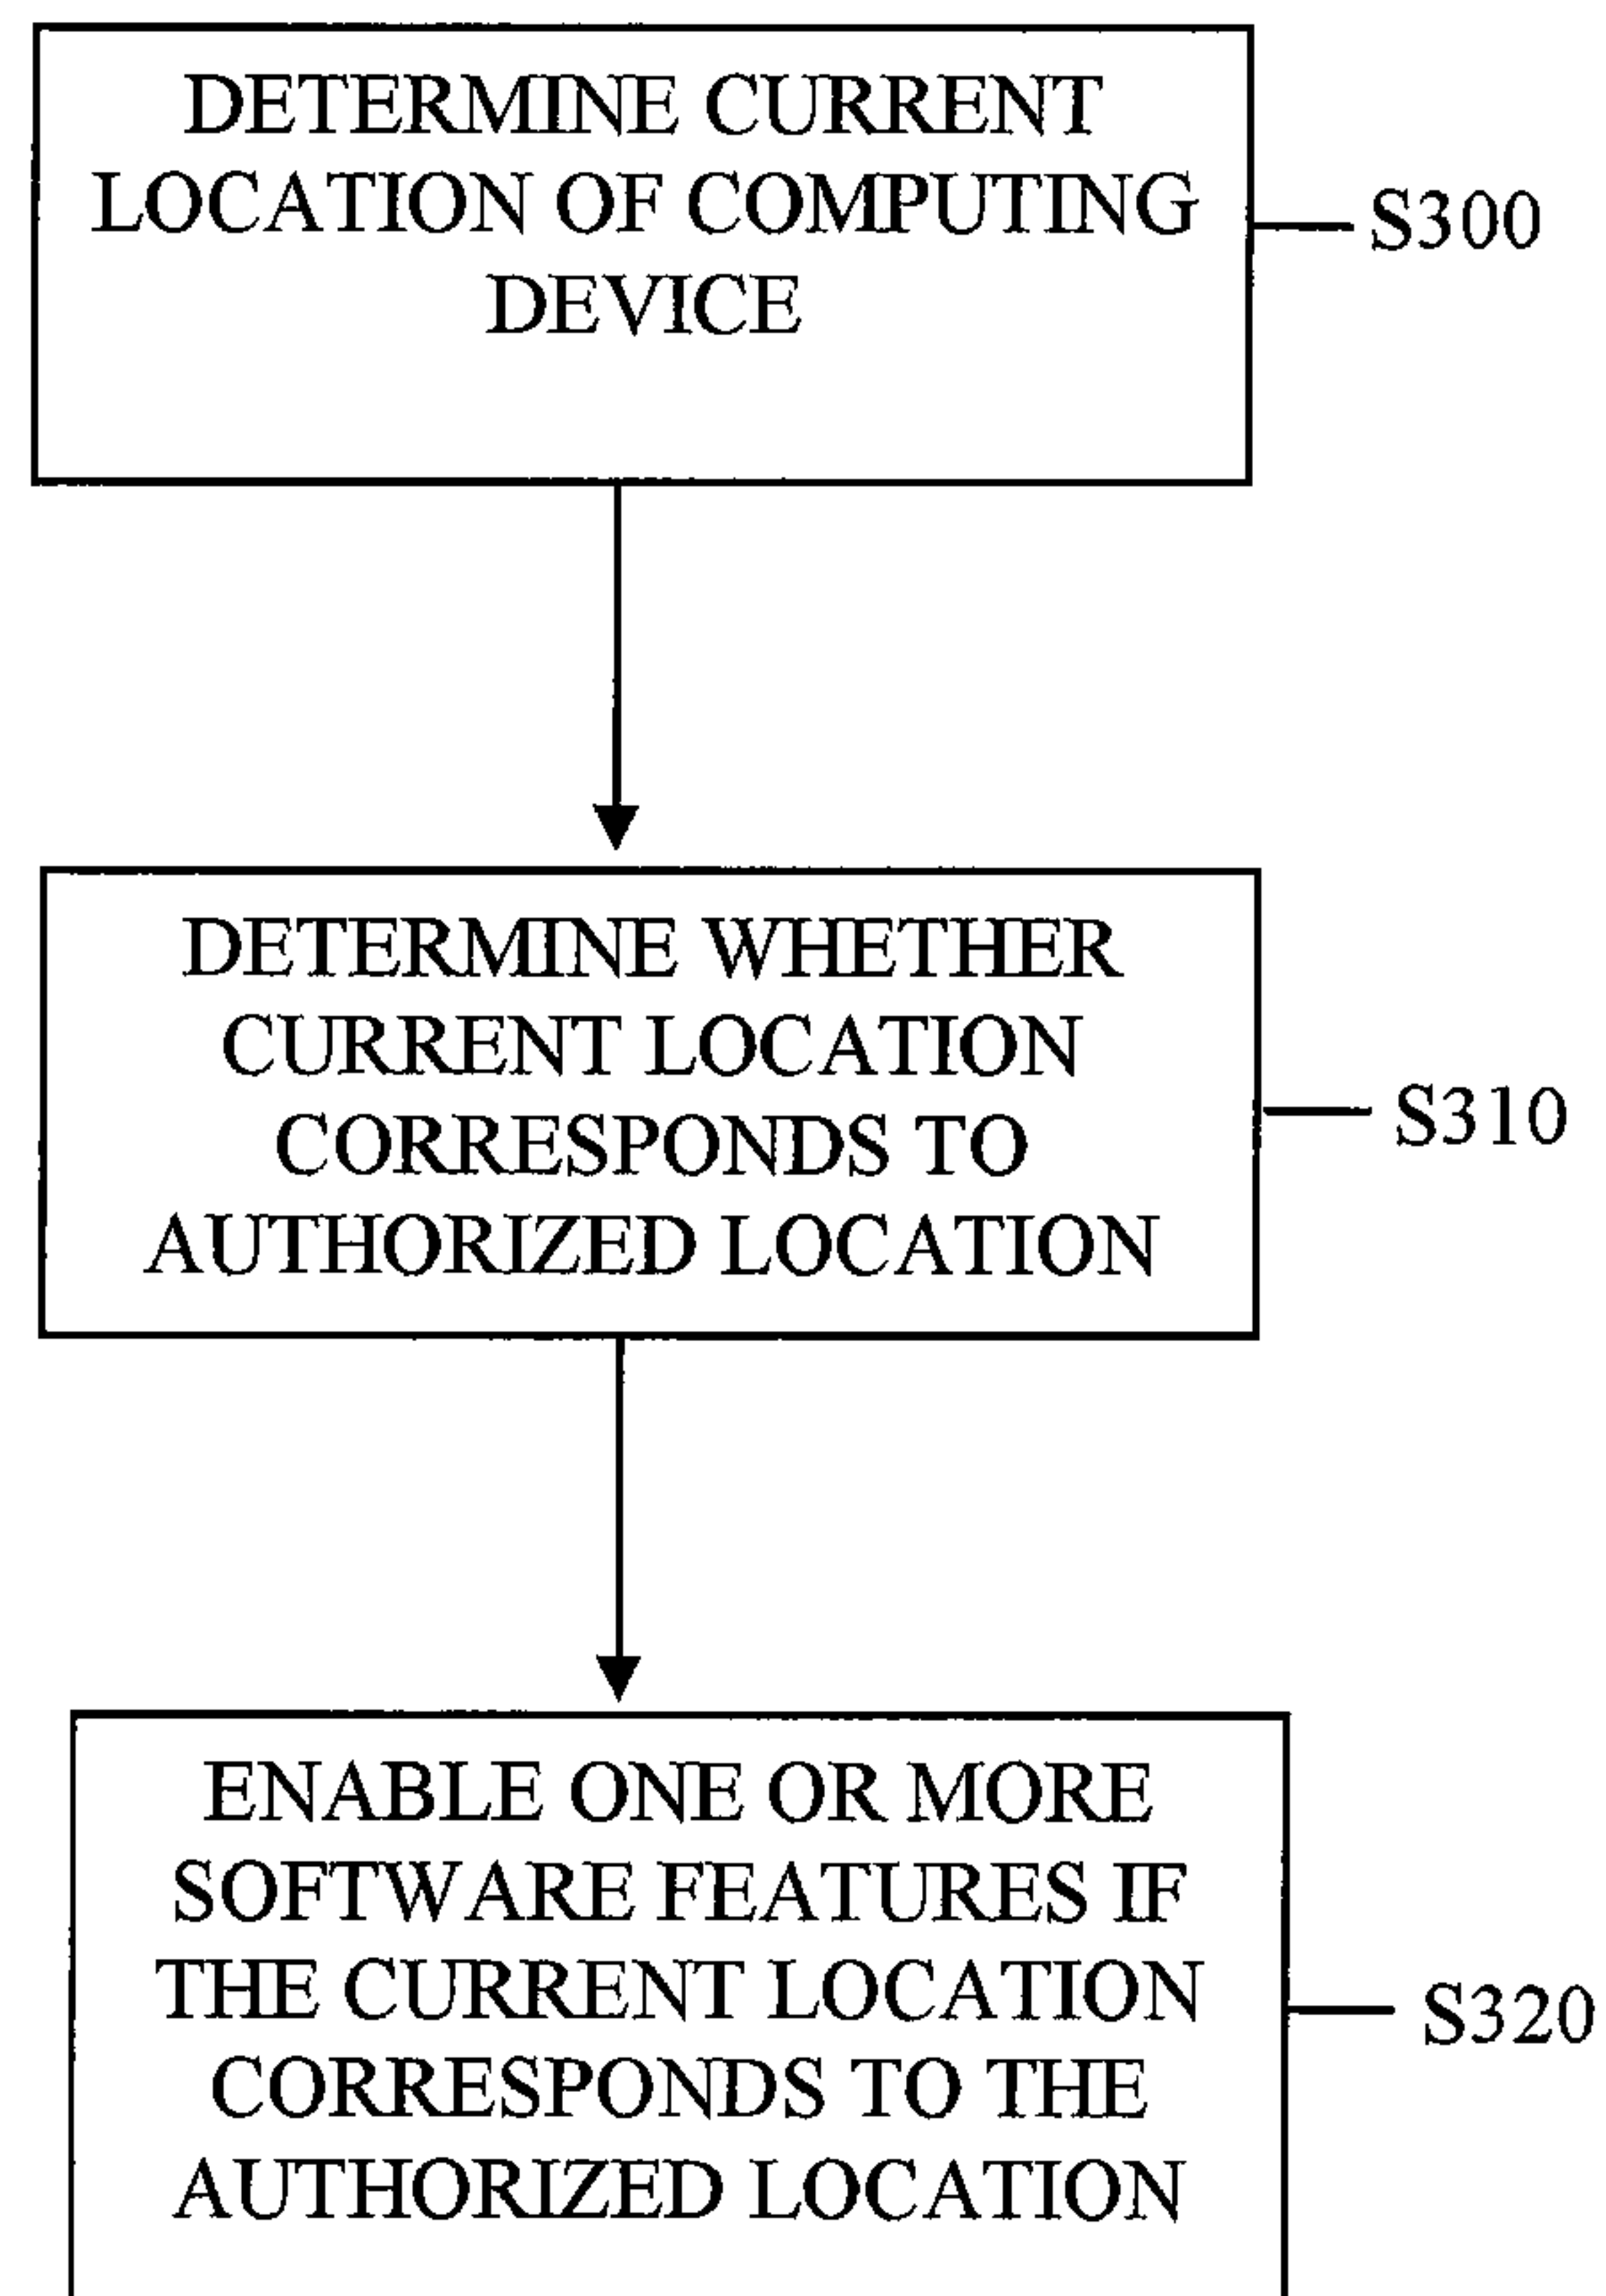 DETERMINE CURRENT
LOCATION OF COMPUTING
DEVICE
S300
DETERMINE WHETHER
CURRENT LOCATION
CORRESPONDS TO
AUTHORIZED LOCATION
S310
ENABLE ONE OR MORE
SOFTWARE FEATURES IF
THE CURRENT LOCATION
CORRESPONDS TO THE
AUTHORIZED LOCATION
S320